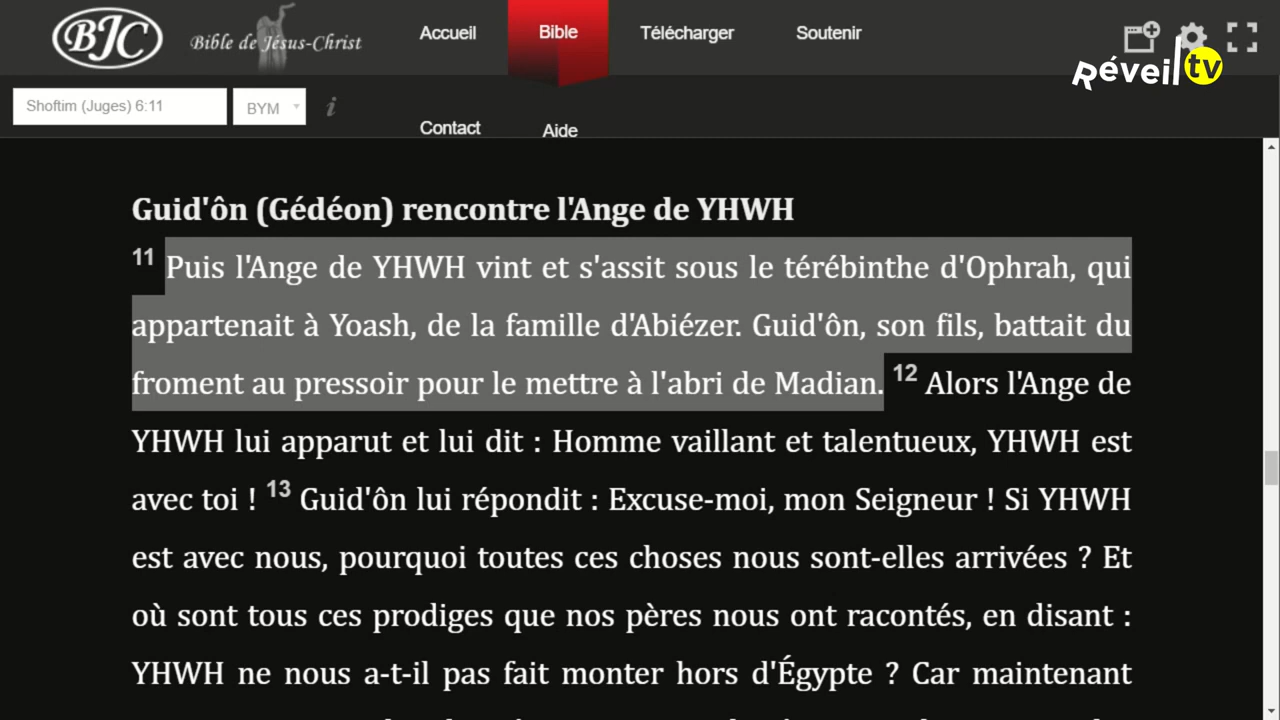 BJC
Bible de Jésus-Christ
Accueil
Bible
Télécharger
Soutenir
Réveil tv
Shoftim (Juges) 6:11
BYM
i
Contact
Aide
Guid'ôn (Gédéon) rencontre l'Ange de YHWH
11 Puis l'Ange de YHWH vint et s'assit sous le térébinthe d'Ophrah, qui
appartenait à Yoash, de la famille d'Abiézer. Guid'ôn, son fils, battait du
froment au pressoir pour le mettre à l'abri de Madian. 12 Alors l'Ange de
YHWH lui apparut et lui dit : Homme vaillant et talentueux, YHWH est
avec toi ! 13 Guid'ôn lui répondit : Excuse-moi, mon Seigneur ! Si YHWH
est avec nous, pourquoi toutes ces choses nous sont-elles arrivées ? Et
où sont tous ces prodiges que nos pères nous ont racontés, en disant :
YHWH ne nous a-t-il pas fait monter hors d'Égypte ? Car maintenant